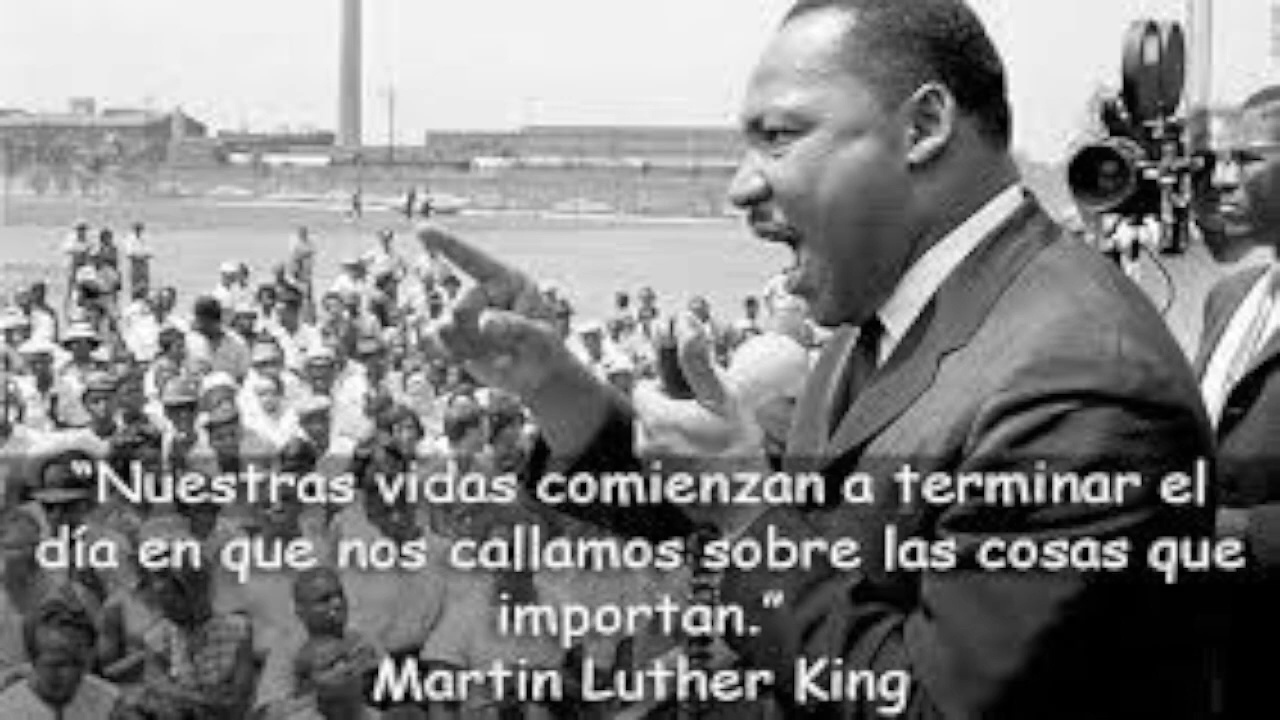 “Nuestras vidas comienzan a terminar el
día en que nos callamos sobre las cosas que
importan.”
Martin Luther King